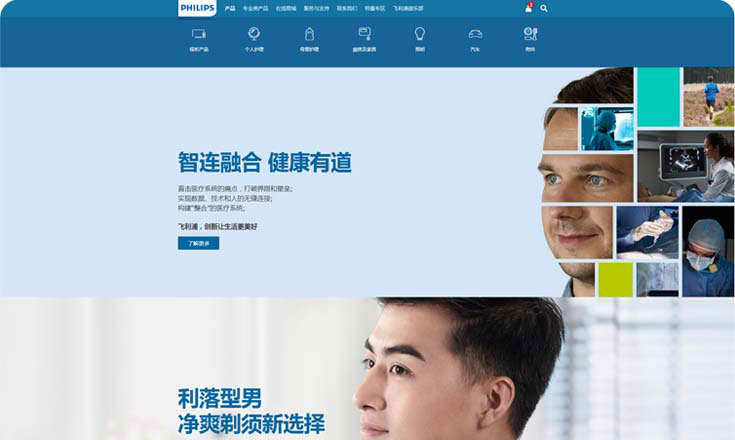 PHILIPS
产品 专业类产品 在线商城 服务与支持 联系我们 特富专区 飞利浦俱乐部
视听产品 个人护理 母婴护理 厨房及家居 照明 汽车 附件
智连融合 健康有道
直击医疗系统的痛点，打破界限和壁垒;
实现数据、技术和人的无缝连接;
构建“整合”的医疗系统;
飞利浦，创新让生活更美好
了解更多
利落型男
净爽剃须新选择